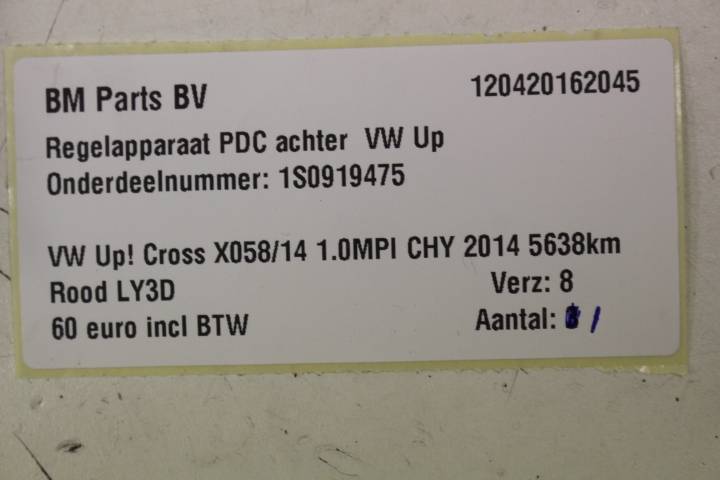 BM Parts BV 120420162045
Regelapparaat PDC achter VW Up
Onderdeelnummer: 1S0919475
VW Up! Cross X058/14 1.0MPI CHY 2014 5638km
Rood LY3D Verz: 8
60 euro incl BTW Aantal: 1